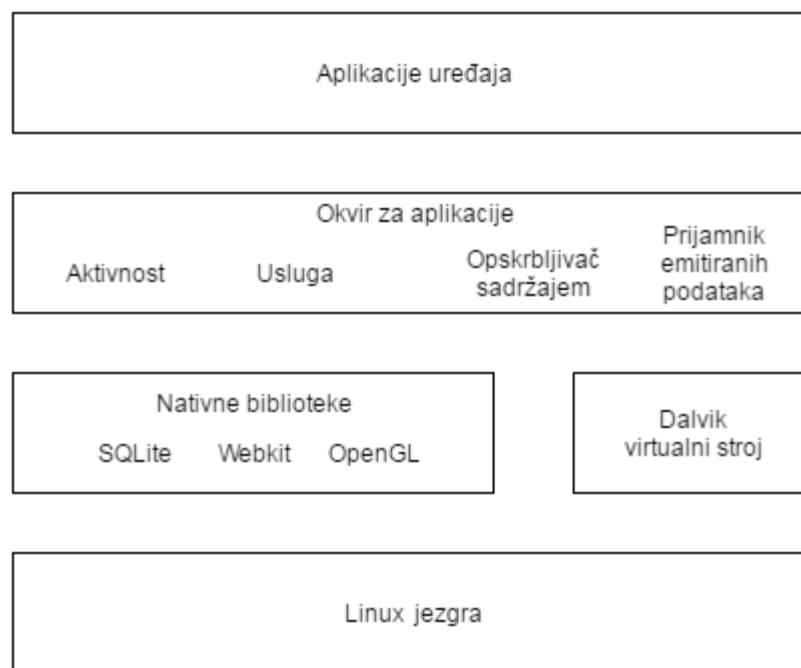 Aplikacije uređaja
Okvir za aplikacije
Aktivnost
Usluga
Opskrbljivač
sadržajem
Prijamnik
emitiranih
podataka
Nativne biblioteke
SQLite
Webkit
OpenGL
Dalvik
virtualni stroj
Linux jezgra